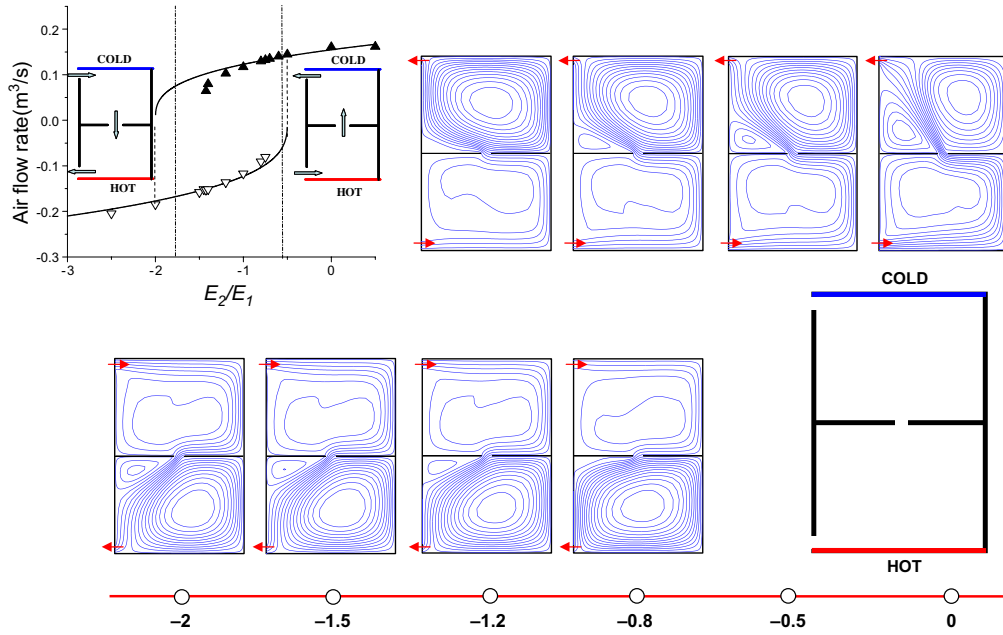 Air flow rate(m³/s)
0.2
0.1
0.0
-0.1
-0.2
-0.3
-3
-2
-1
0
E₂/E₁
COLD
HOT
COLD
HOT
COLD
HOT
–2
–1.5
–1.2
–0.8
–0.5
0